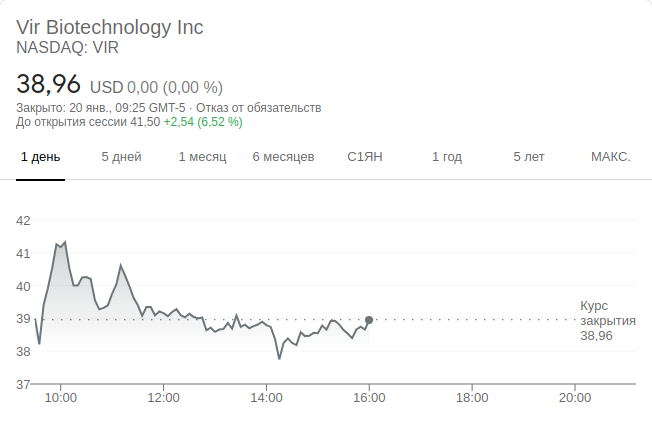 Vir Biotechnology Inc
NASDAQ: VIR
38,96 USD 0,00 (0,00 %)
Закрыто: 20 янв., 09:25 GMT-5 · Отказ от обязательств
До открытия сессии 41,50 +2,54 (6,52 %)
1 день 5 дней 1 месяц 6 месяцев С1ЯН 1 год 5 лет МАКС.
42
41
40
39
38
37
Курс
закрытия
38,96
10:00 12:00 14:00 16:00 18:00 20:00